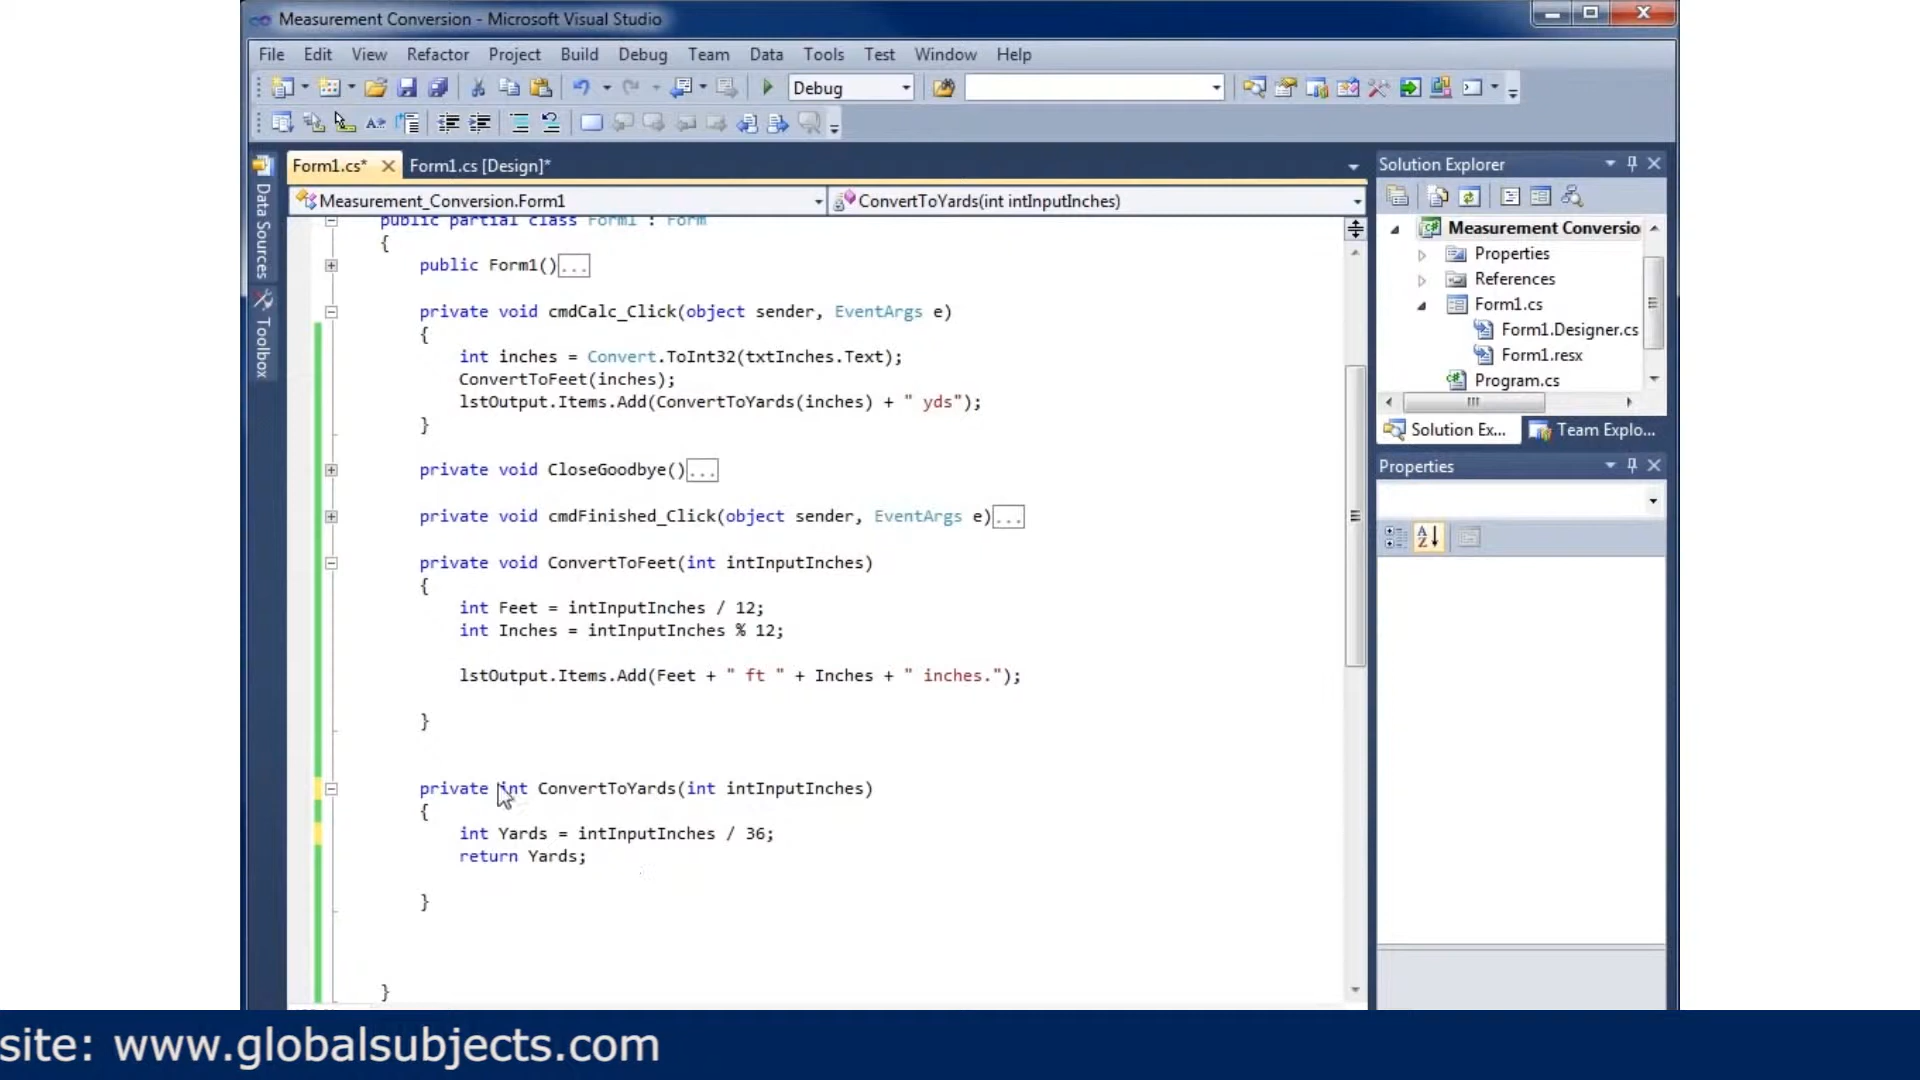 Measurement Conversion - Microsoft Visual Studio
File Edit View Refactor Project Build Debug Team Data Tools Test Window Help
Debug
Form1.cs* Form1.cs [Design]*
Measurement_Conversion.Form1 ConvertToYards(int intInputInches)
Data Sources
Toolbox
public partial class Form1 : Form
{
public Form1()...
private void cmdCalc_Click(object sender, EventArgs e)
{
int inches = Convert.ToInt32(txtInches.Text);
ConvertToFeet(inches);
lstOutput.Items.Add(ConvertToYards(inches) + " yds");
}
private void CloseGoodbye()...
private void cmdFinished_Click(object sender, EventArgs e)...
private void ConvertToFeet(int intInputInches)
{
int Feet = intInputInches / 12;
int Inches = intInputInches % 12;
lstOutput.Items.Add(Feet + " ft " + Inches + " inches.");
}
private int ConvertToYards(int intInputInches)
{
int Yards = intInputInches / 36;
return Yards;
}
}
Solution Explorer
Measurement Conversio
Properties
References
Form1.cs
Form1.Designer.cs
Form1.resx
Program.cs
Solution Ex... Team Explo...
Properties
site: www.globalsubjects.com